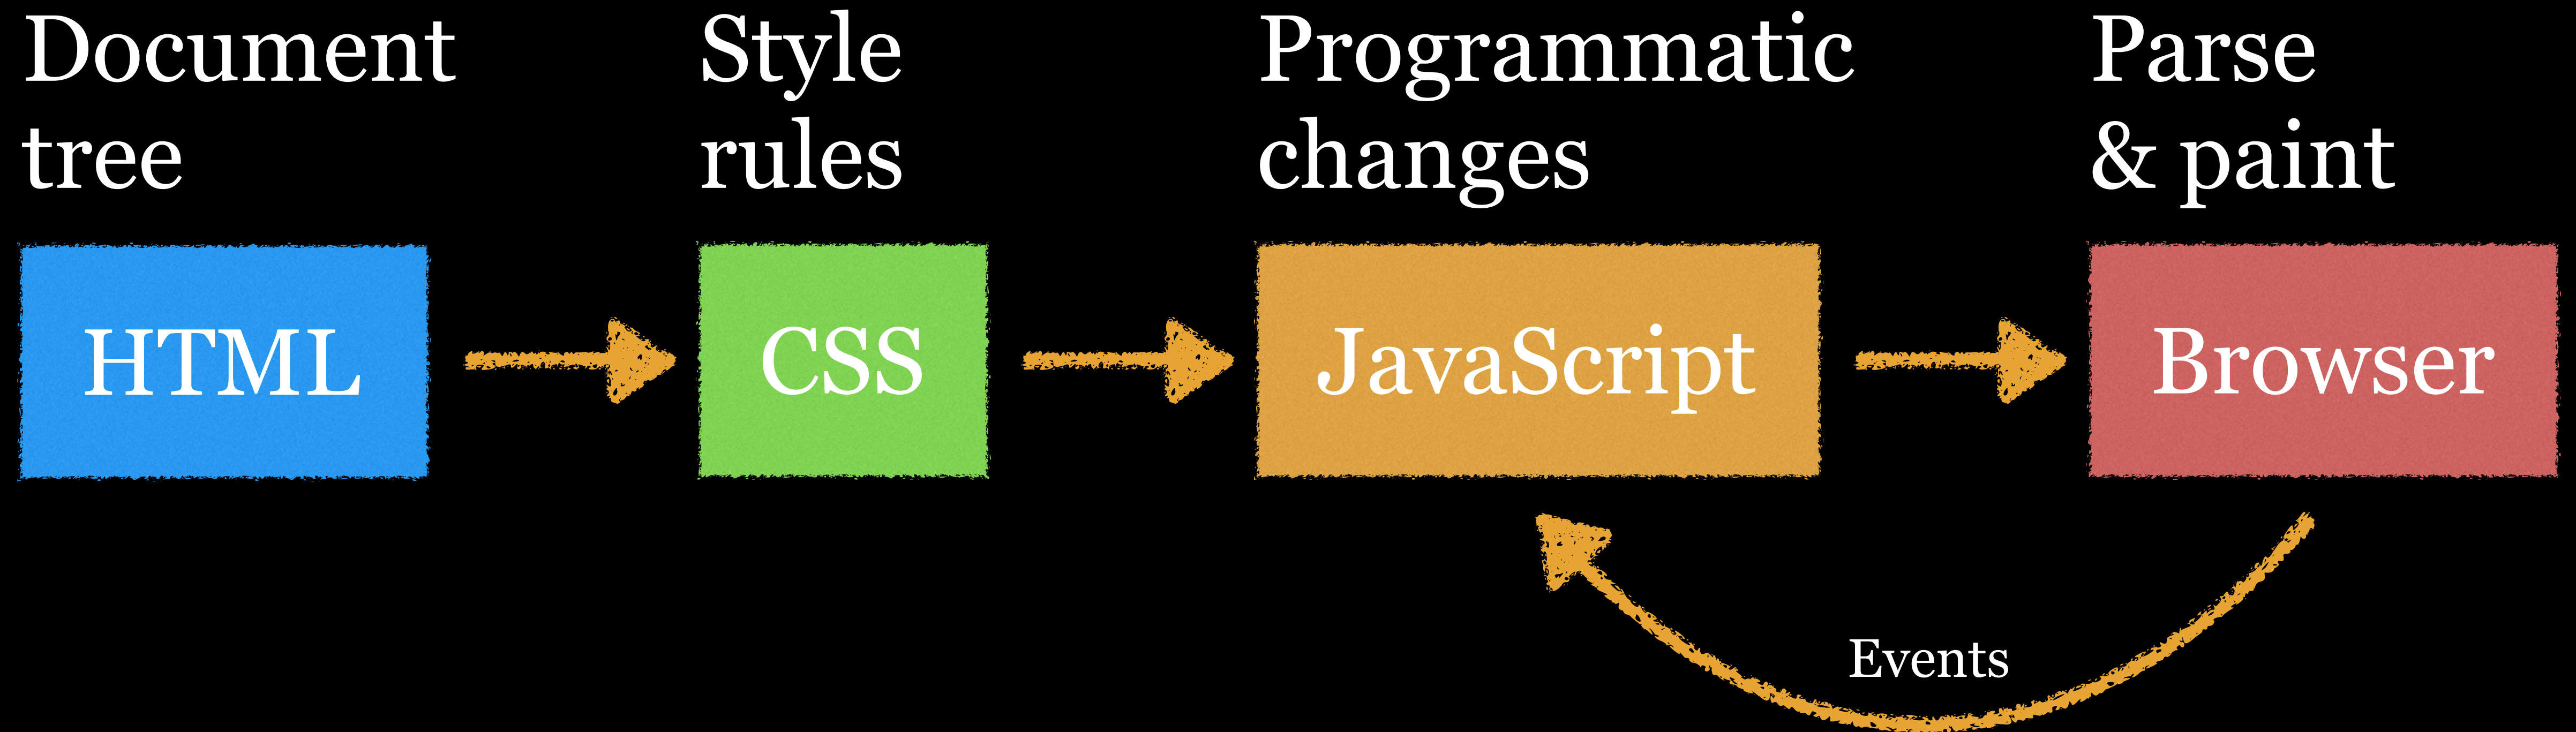 Document
tree
Style
rules
Programmatic
changes
Parse
& paint
HTML
CSS
JavaScript
Browser
Events